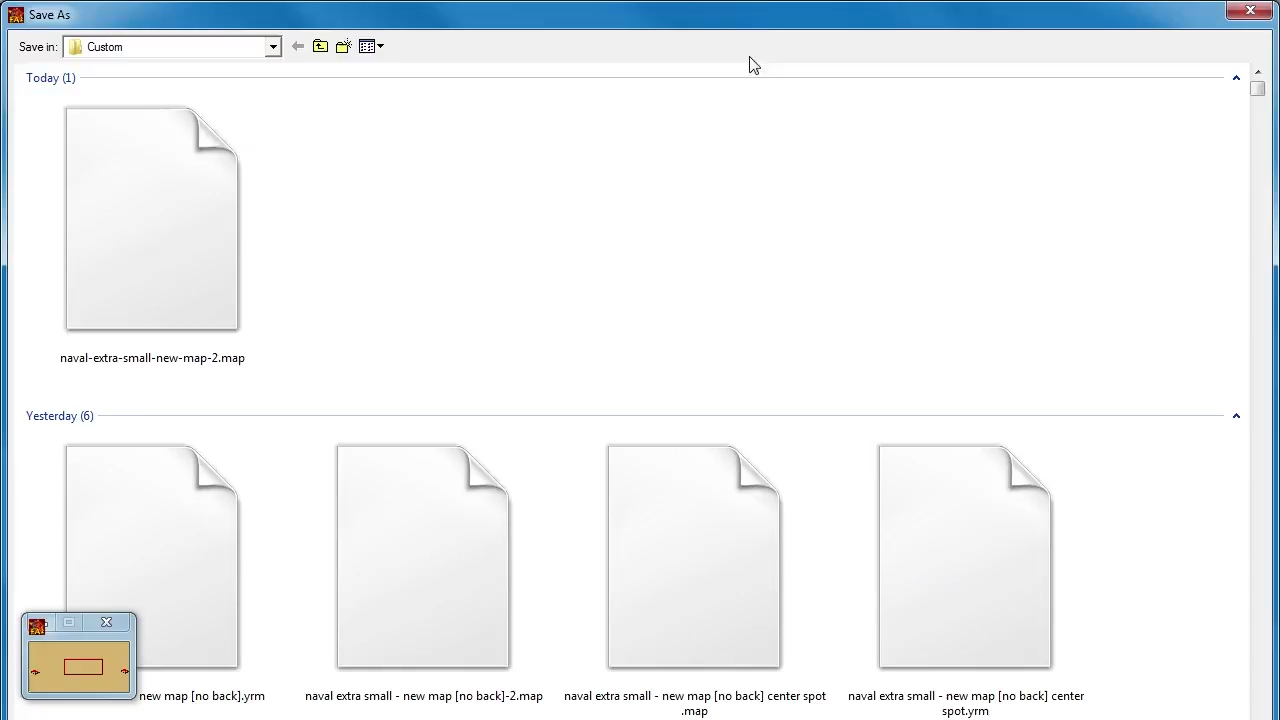 Save As
Save in: Custom
Today (1)
naval-extra-small-new-map-2.map
Yesterday (6)
new map [no back].yrm
naval extra small - new map [no back]-2.map
naval extra small - new map [no back] center spot
.map
naval extra small - new map [no back] center
spot.yrm